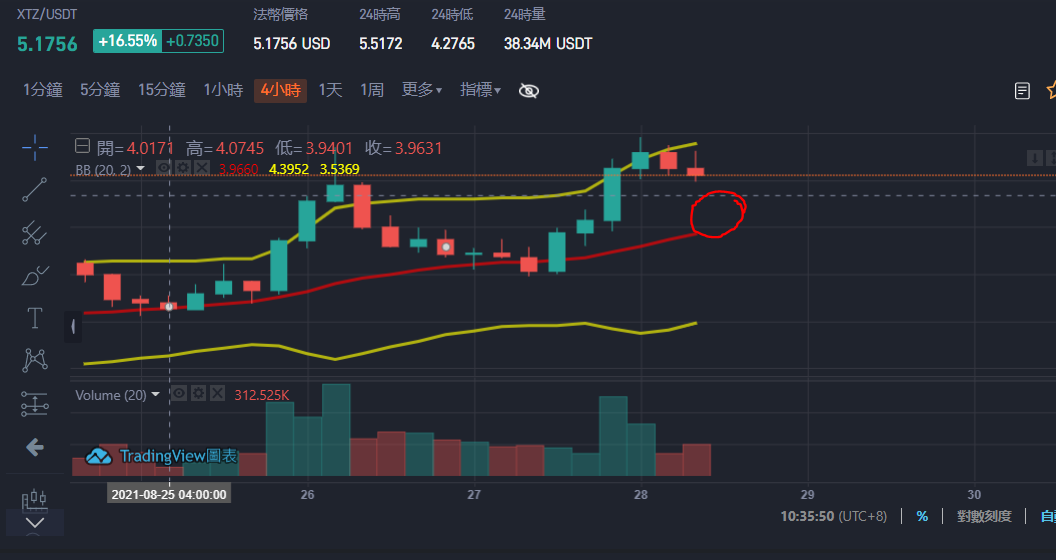 XTZ/USDT 法幣價格 24時高 24時低 24時量
5.1756 +16.55% +0.7350 5.1756 USD 5.5172 4.2765 38.34M USDT
1分鐘 5分鐘 15分鐘 1小時 4小時 1天 1周 更多 指標
開=4.0171 高=4.0745 低=3.9401 收=3.9631
BB (20, 2) 3.9660 4.3952 3.5369
Volume (20) 312.525K
TradingView圖表
2021-08-25 04:00:00 26 27 28 29 30
10:35:50 (UTC+8) % 對數刻度